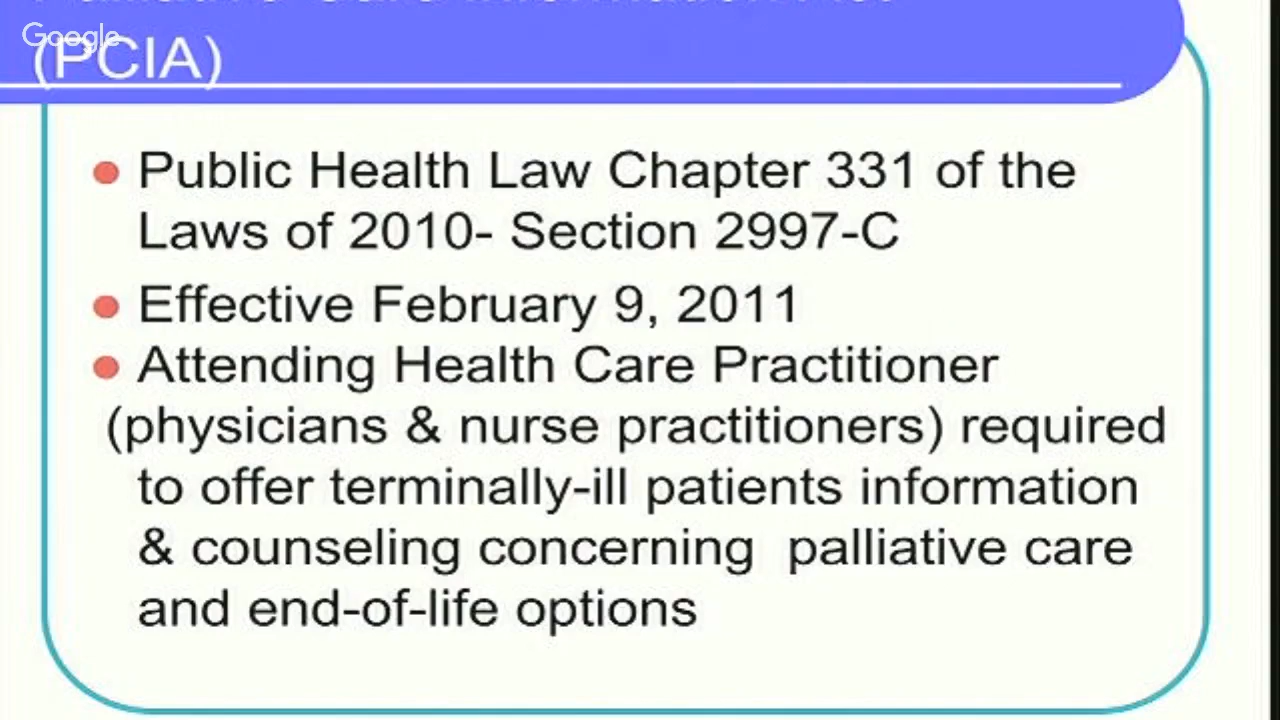 Google
(PCIA)
Public Health Law Chapter 331 of the
Laws of 2010- Section 2997-C
Effective February 9, 2011
Attending Health Care Practitioner
(physicians & nurse practitioners) required
to offer terminally-ill patients information
& counseling concerning  palliative care
and end-of-life options